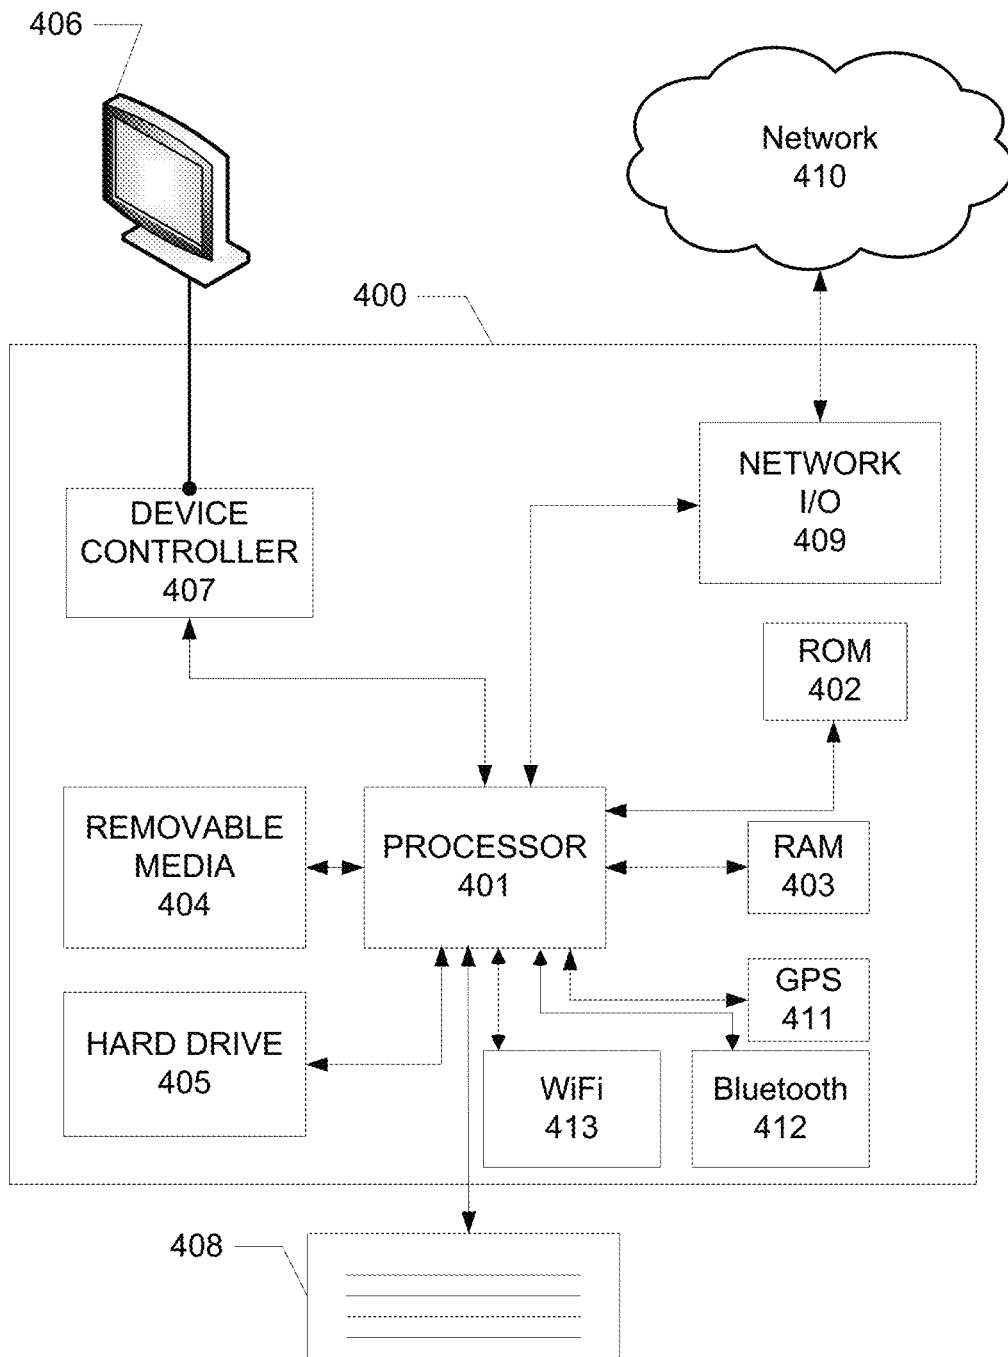 406
Network
410
400
NETWORK
I/O
409
DEVICE
CONTROLLER
407
ROM
402
REMOVABLE
MEDIA
404
PROCESSOR
401
RAM
403
GPS
411
HARD DRIVE
405
WiFi
413
Bluetooth
412
408